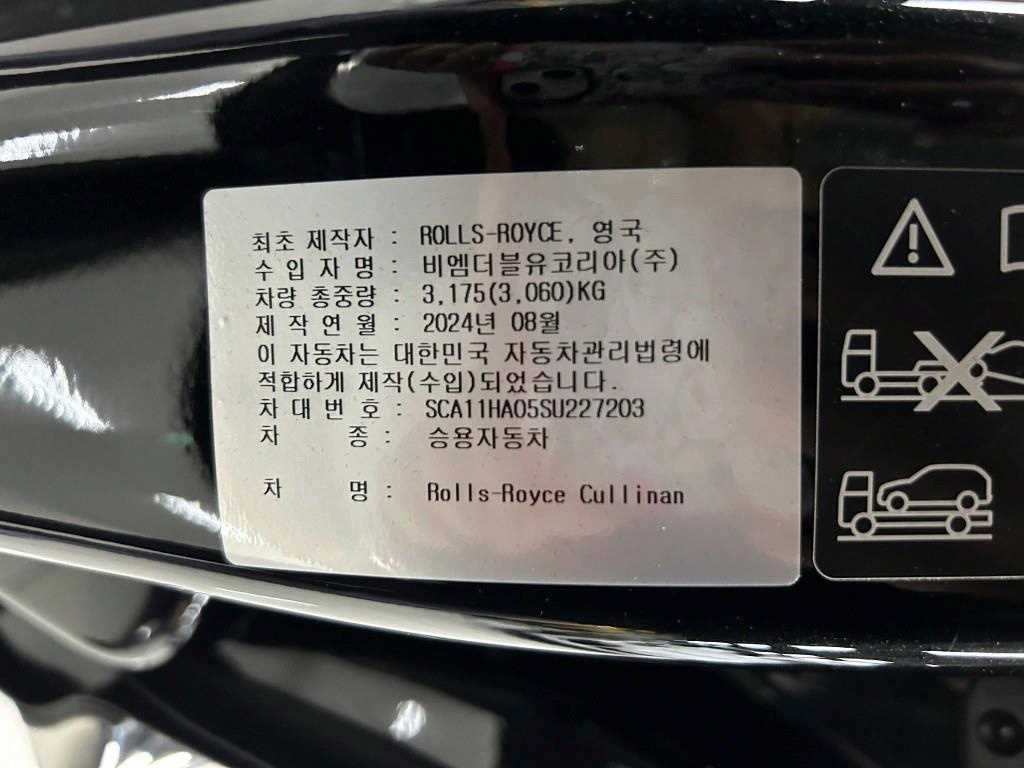 최초 제작자 : ROLLS-ROYCE, 영국
수 입 자 명 : 비엠더블유코리아(주)
차량 총중량 : 3,175(3,060)KG
제 작 연 월 : 2024년 08월
이 자동차는 대한민국 자동차관리법령에
적합하게 제작(수입)되었습니다.
차 대 번 호 : SCA11HA05SU227203
차 종 : 승용자동차
차 명 : Rolls-Royce Cullinan